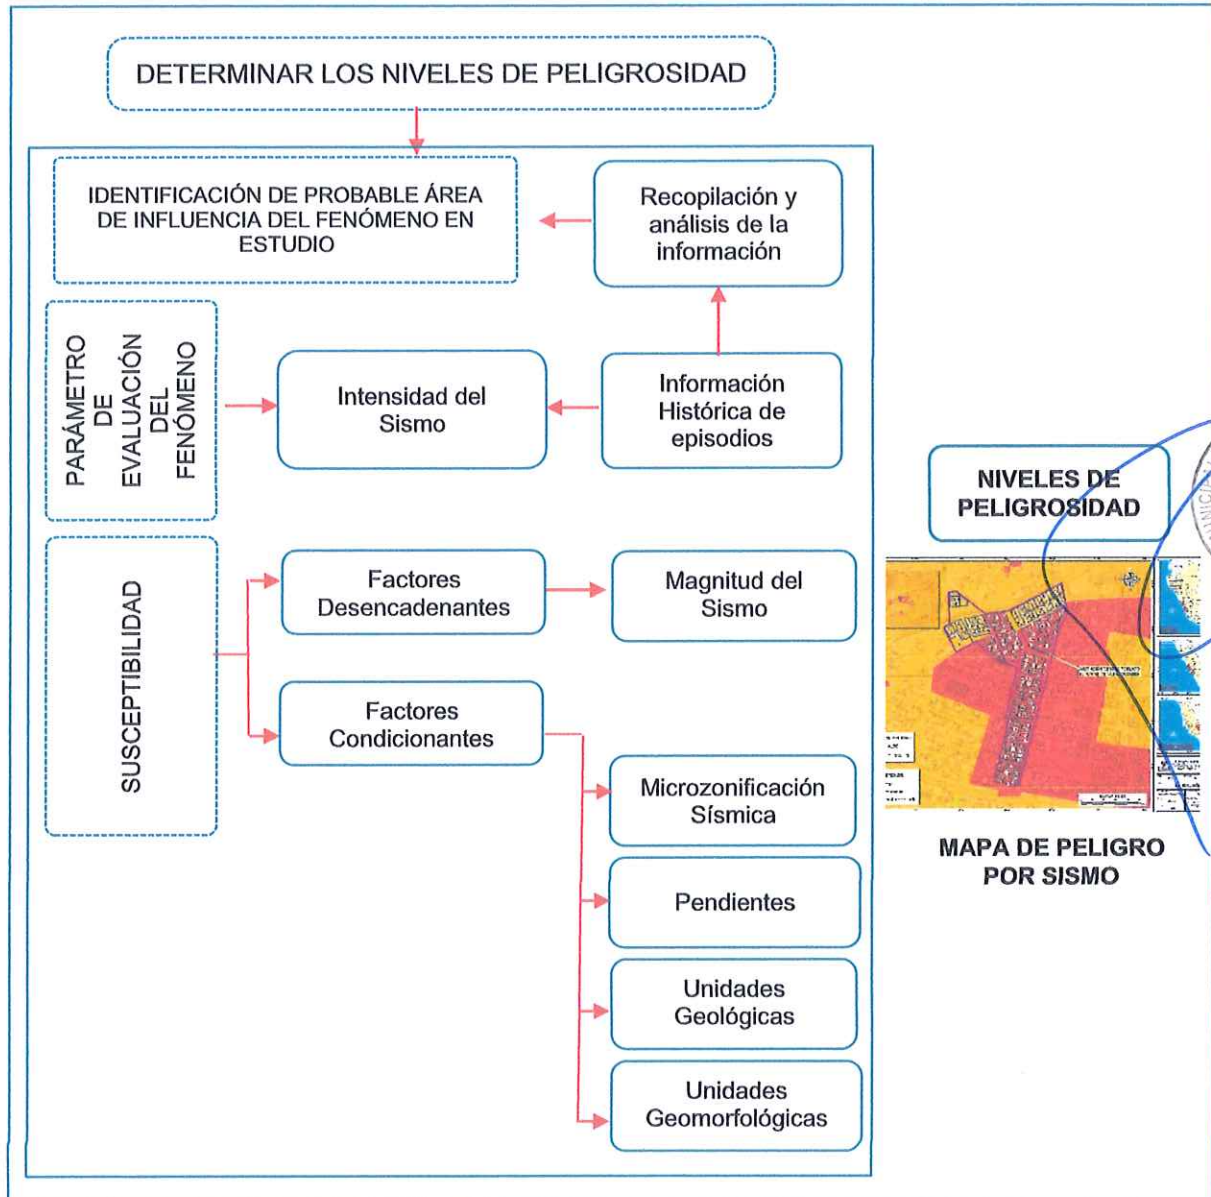 DETERMINAR LOS NIVELES DE PELIGROSIDAD
IDENTIFICACIÓN DE PROBABLE ÁREA
DE INFLUENCIA DEL FENÓMENO EN
ESTUDIO
Recopilación y
análisis de la
información
PARÁMETRO
DE
EVALUACIÓN
DEL
FENÓMENO
Intensidad del
Sismo
Información
Histórica de
episodios
SUSCEPTIBILIDAD
Factores
Desencadenantes
Magnitud del
Sismo
Factores
Condicionantes
Microzonificación
Sísmica
Pendientes
Unidades
Geológicas
Unidades
Geomorfológicas
NIVELES DE
PELIGROSIDAD
MAPA DE PELIGRO
POR SISMO